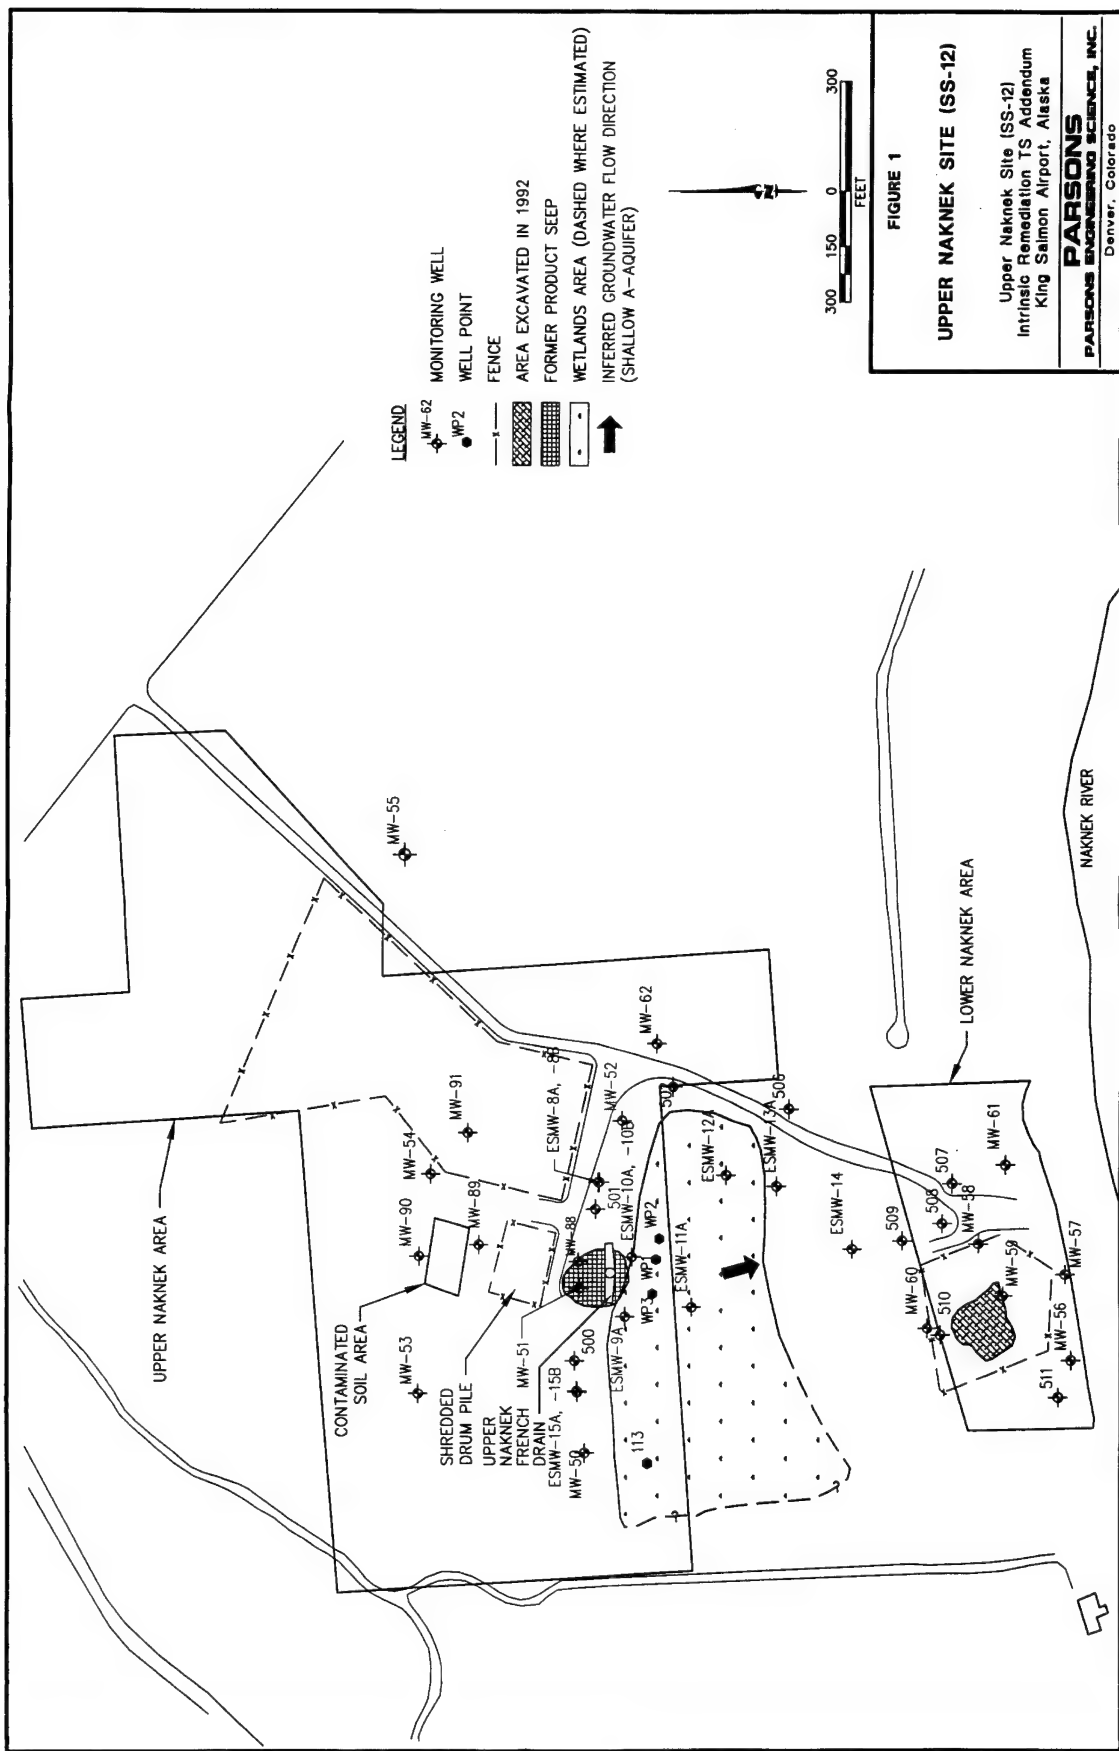 UPPER NAKNEK AREA
CONTAMINATED
SOIL AREA
MW-53
MW-90
MW-54
MW-91
MW-89
MW-55
SHREDDED
DRUM PILE
UPPER
NAKNEK
FRENCH
DRAIN
MW-51
MW-88
ESMW-15A, -15B
MW-50
500
501
ESMW-8A, -8B
MW-52
MW-62
ESMW-9A
ESMW-10A, -10B
113
WP3
WP1
WP2
ESMW-11A
ESMW-12A
ESMW-13A
506
ESMW-14
LOWER NAKNEK AREA
MW-60
510
509
508
507
MW-58
MW-61
MW-59
511
MW-56
MW-57
NAKNEK RIVER
LEGEND
MW-62
MONITORING WELL
WP2
WELL POINT
FENCE
AREA EXCAVATED IN 1992
FORMER PRODUCT SEEP
WETLANDS AREA (DASHED WHERE ESTIMATED)
INFERRED GROUNDWATER FLOW DIRECTION
(SHALLOW A-AQUIFER)
N
300 150 0 300
FEET
FIGURE 1
UPPER NAKNEK SITE (SS-12)
Upper Naknek Site (SS-12)
Intrinsic Remediation TS Addendum
King Salmon Airport, Alaska
PARSONS
PARSONS ENGINEERING SCIENCE, INC.
Denver, Colorado